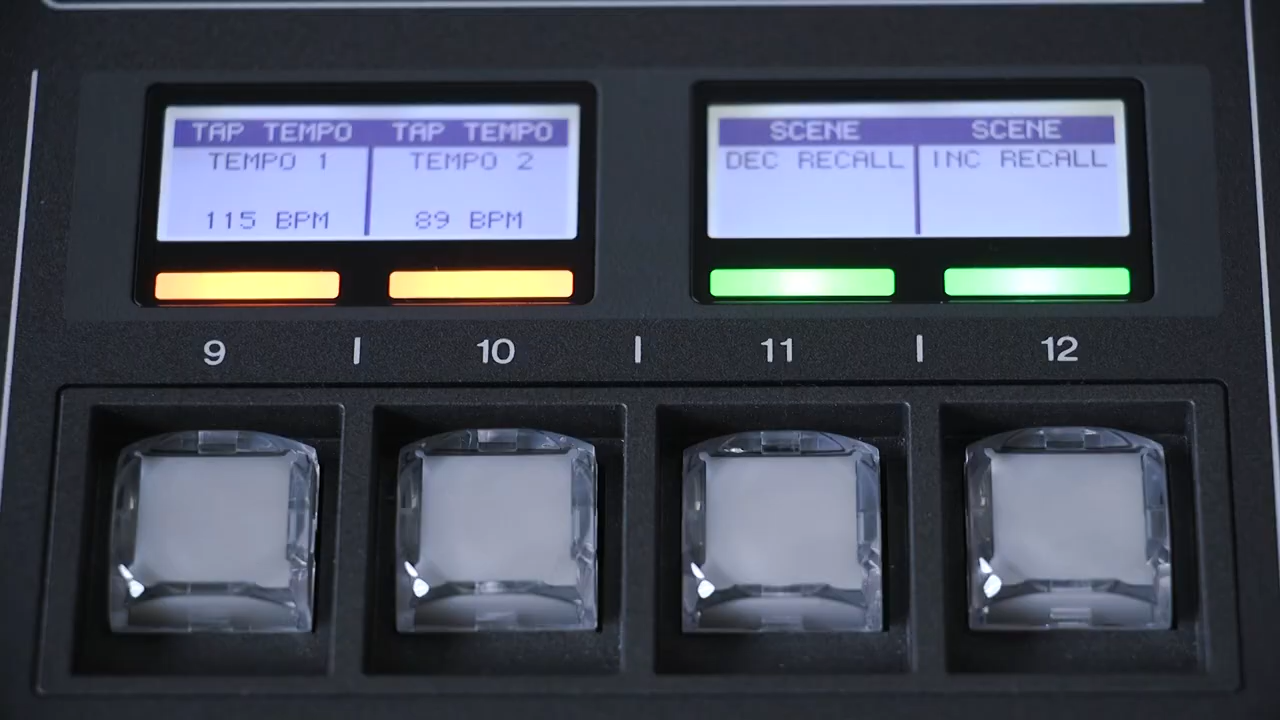 TAP TEMPO TAP TEMPO
TEMPO 1 TEMPO 2
115 BPM 89 BPM
SCENE SCENE
DEC RECALL INC RECALL
9 | 10 | 11 | 12